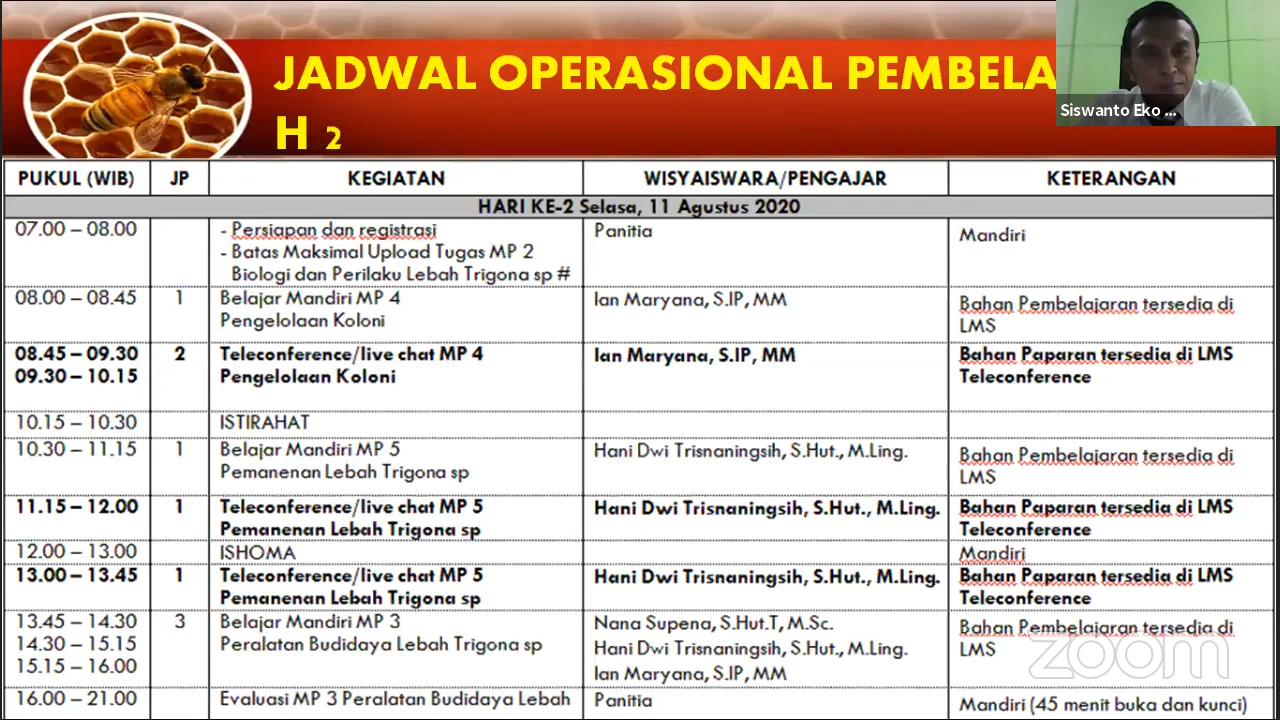 JADWAL OPERASIONAL PEMBELA
H 2
Siswanto Eko ...
PUKUL (WIB) JP KEGIATAN WISYAISWARA/PENGAJAR KETERANGAN
HARI KE-2 Selasa, 11 Agustus 2020
07.00 – 08.00 - Persiapan dan registrasi Panitia Mandiri
- Batas Maksimal Upload Tugas MP 2
Biologi dan Perilaku Lebah Trigona sp #
08.00 – 08.45 1 Belajar Mandiri MP 4 Ian Maryana, S.IP, MM Bahan Pembelajaran tersedia di
Pengelolaan Koloni LMS
08.45 – 09.30 2 Teleconference/live chat MP 4 Ian Maryana, S.IP, MM Bahan Paparan tersedia di LMS
09.30 – 10.15 Pengelolaan Koloni Teleconference
10.15 – 10.30 ISTIRAHAT
10.30 – 11.15 1 Belajar Mandiri MP 5 Hani Dwi Trisnaningsih, S.Hut., M.Ling. Bahan Pembelajaran tersedia di
Pemanenan Lebah Trigona sp LMS
11.15 – 12.00 1 Teleconference/live chat MP 5 Hani Dwi Trisnaningsih, S.Hut., M.Ling. Bahan Paparan tersedia di LMS
Pemanenan Lebah Trigona sp Teleconference
12.00 – 13.00 ISHOMA Mandiri
13.00 – 13.45 1 Teleconference/live chat MP 5 Hani Dwi Trisnaningsih, S.Hut., M.Ling. Bahan Paparan tersedia di LMS
Pemanenan Lebah Trigona sp Teleconference
13.45 – 14.30 3 Belajar Mandiri MP 3 Nana Supena, S.Hut.T, M.Sc. Bahan Pembelajaran tersedia di
14.30 – 15.15 Peralatan Budidaya Lebah Trigona sp Hani Dwi Trisnaningsih, S.Hut., M.Ling. LMS
15.15 – 16.00 Ian Maryana, S.IP, MM
zoom
16.00 – 21.00 Evaluasi MP 3 Peralatan Budidaya Lebah Panitia Mandiri (45 menit buka dan kunci)